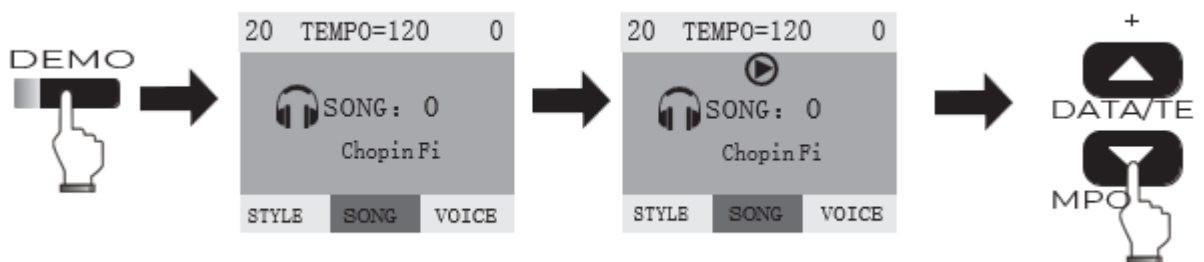 DEMO
20 TEMPO=120 0
SONG: 0
Chopin Fi
STYLE SONG VOICE
20 TEMPO=120 0
SONG: 0
Chopin Fi
STYLE SONG VOICE
+
DATA/TE
MPO